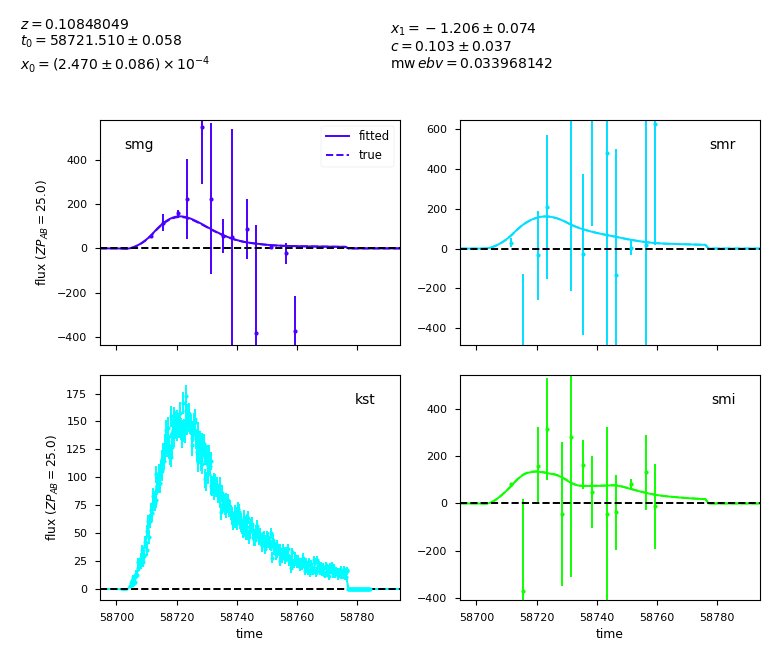 z = 0.10848049
t₀ = 58721.510 ± 0.058
x₀ = (2.470 ± 0.086) × 10⁻⁴
x₁ = −1.206 ± 0.074
c = 0.103 ± 0.037
mw ebv = 0.033968142
smg
fitted
true
flux (ZP_AB = 25.0)
400
200
0
−200
−400
smr
600
400
200
0
−200
−400
kst
flux (ZP_AB = 25.0)
175
150
125
100
75
50
25
0
58700 58720 58740 58760 58780
time
smi
400
200
0
−200
−400
58700 58720 58740 58760 58780
time